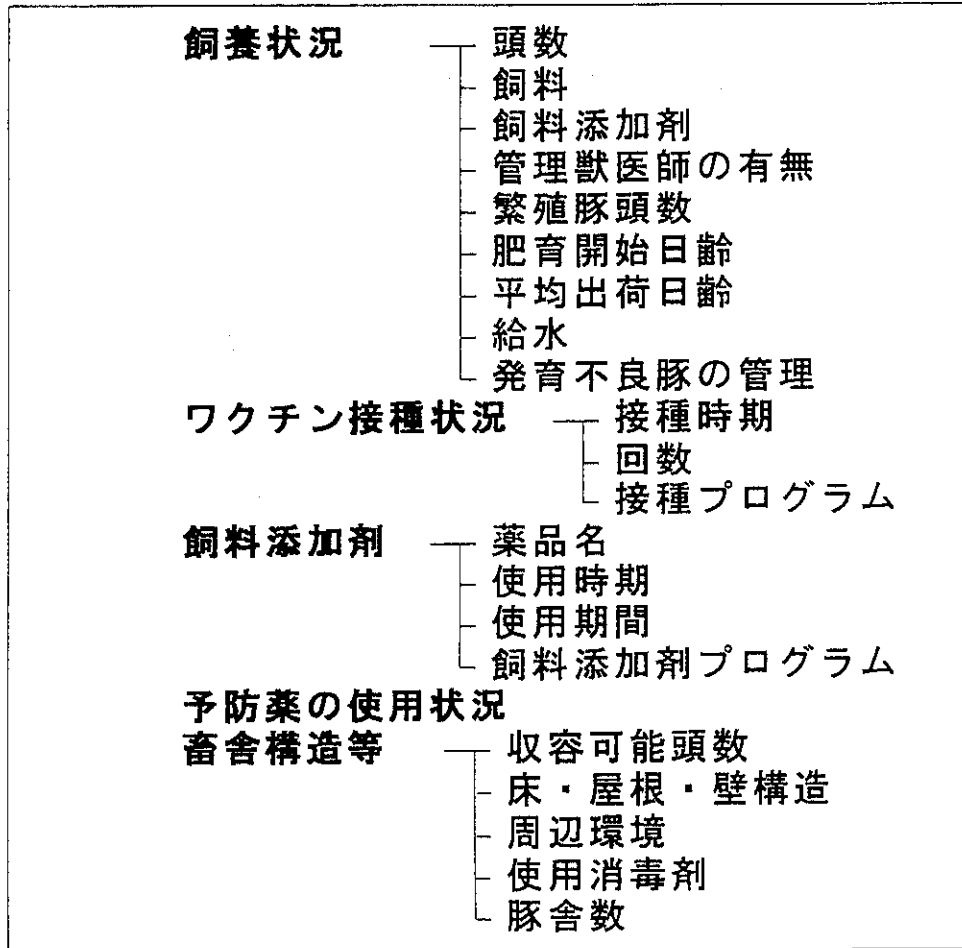 飼養状況 頭数
飼料
飼料添加剤
管理獣医師の有無
繁殖豚頭数
肥育開始日齢
平均出荷日齢
給水
発育不良豚の管理
ワクチン接種状況 接種時期
回数
接種プログラム
飼料添加剤 薬品名
使用時期
使用期間
飼料添加剤プログラム
予防薬の使用状況
畜舎構造等 収容可能頭数
床・屋根・壁構造
周辺環境
使用消毒剤
豚舎数